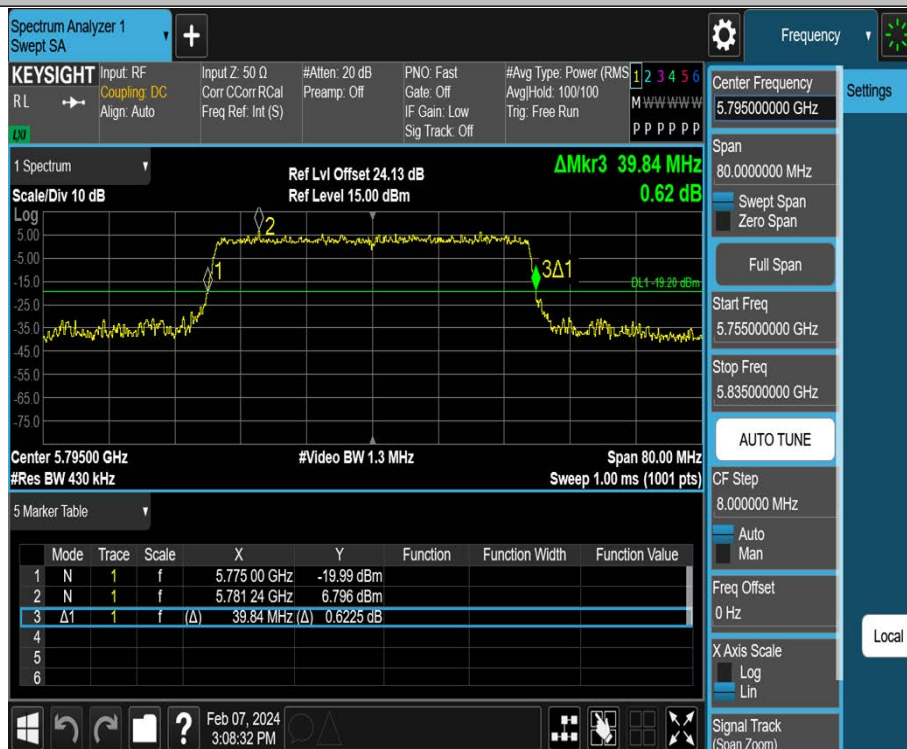 Spectrum Analyzer 1
Swept SA
+
Frequency
KEYSIGHT
RL
LXI
Input: RF
Coupling: DC
Align: Auto
Input Z: 50 Ω
Corr CCorr RCal
Freq Ref: Int (S)
#Atten: 20 dB
Preamp: Off
PNO: Fast
Gate: Off
IF Gain: Low
Sig Track: Off
#Avg Type: Power (RMS
Avg|Hold: 100/100
Trig: Free Run
1 2 3 4 5 6
M W W W W W
P P P P P P
1 Spectrum
Scale/Div 10 dB
Ref Lvl Offset 24.13 dB
Ref Level 15.00 dBm
ΔMkr3 39.84 MHz
0.62 dB
Log
5.00
-5.00
-15.0
-25.0
-35.0
-45.0
-55.0
-65.0
-75.0
1
2
3Δ1
DL1 -19.20 dBm
Center 5.79500 GHz
#Res BW 430 kHz
#Video BW 1.3 MHz
Span 80.00 MHz
Sweep 1.00 ms (1001 pts)
5 Marker Table
Mode Trace Scale X Y Function Function Width Function Value
1 N 1 f 5.775 00 GHz -19.99 dBm
2 N 1 f 5.781 24 GHz 6.796 dBm
3 Δ1 1 f (Δ) 39.84 MHz (Δ) 0.6225 dB
4
5
6
?
Feb 07, 2024
3:08:32 PM
Center Frequency
5.795000000 GHz
Span
80.0000000 MHz
Swept Span
Zero Span
Full Span
Start Freq
5.755000000 GHz
Stop Freq
5.835000000 GHz
AUTO TUNE
CF Step
8.000000 MHz
Auto
Man
Freq Offset
0 Hz
X Axis Scale
Log
Lin
Signal Track
(Span Zoom)
Settings
Local